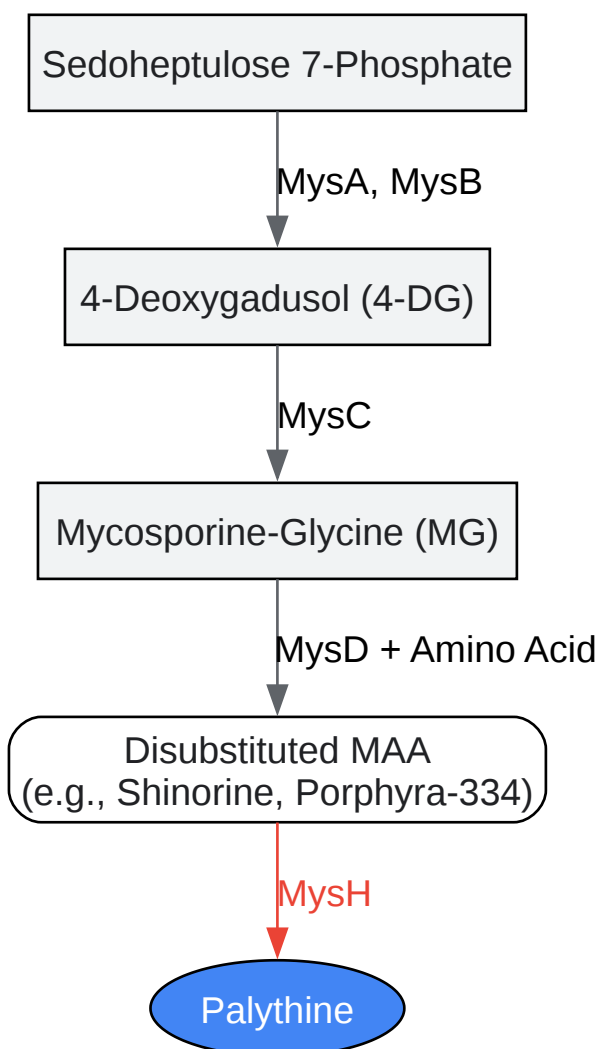 Sedoheptulose 7-Phosphate
MysA, MysB
4-Deoxygadusol (4-DG)
MysC
Mycosporine-Glycine (MG)
MysD + Amino Acid
Disubstituted MAA
(e.g., Shinorine, Porphyra-334)
MysH
Palythine